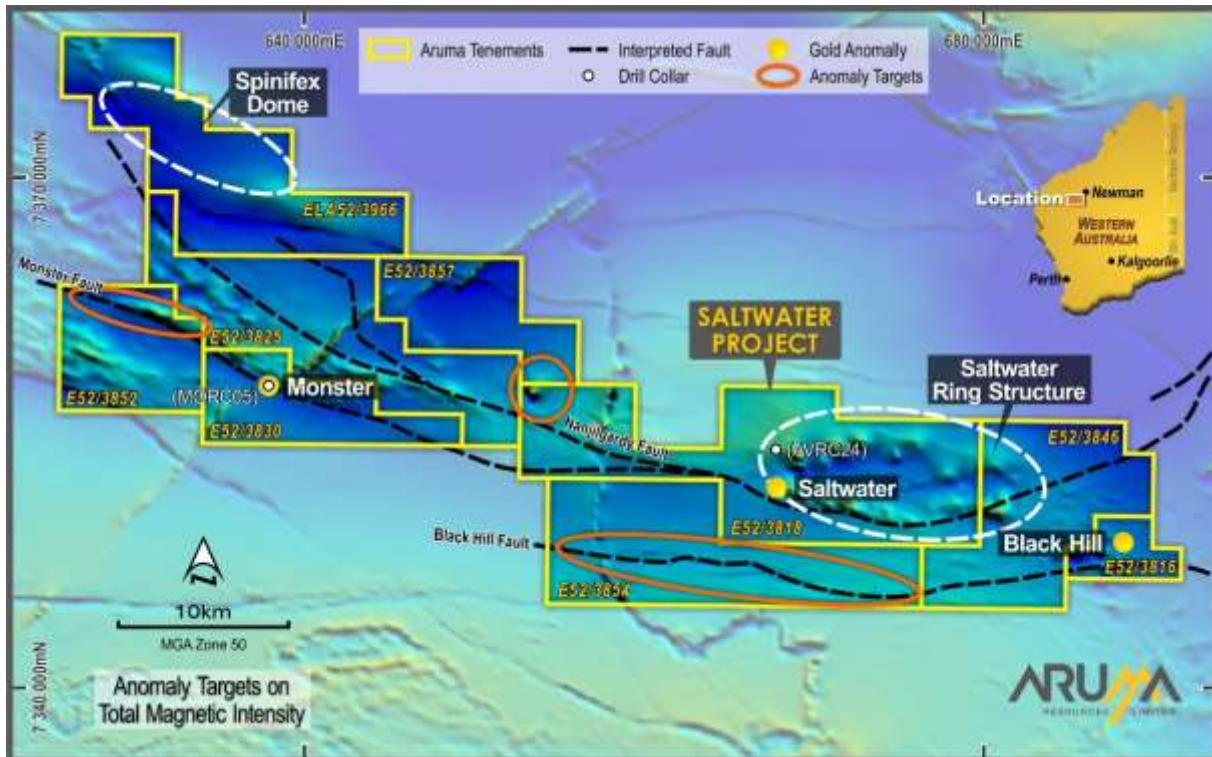 640 000mE
680 000mE
Aruma Tenements
Interpreted Fault
Gold Anomally
Drill Collar
Anomaly Targets
Spinifex
Dome
7 370 000mN
ELA52/3966
Location
Newman
WESTERN
AUSTRALIA
Kalgoorlie
Perth
Monster Fault
E52/3857
E52/3825
SALTWATER
PROJECT
Saltwater
Ring Structure
Monster
(MORC05)
E52/3852
E52/3830
Nanjilgardy Fault
E52/3846
Saltwater
E52/3818
Black Hill Fault
Black Hill
E52/3816
10km
MGA Zone 50
Anomaly Targets on
Total Magnetic Intensity
7 340 000mN
ARUMA
RESOURCES LIMITED